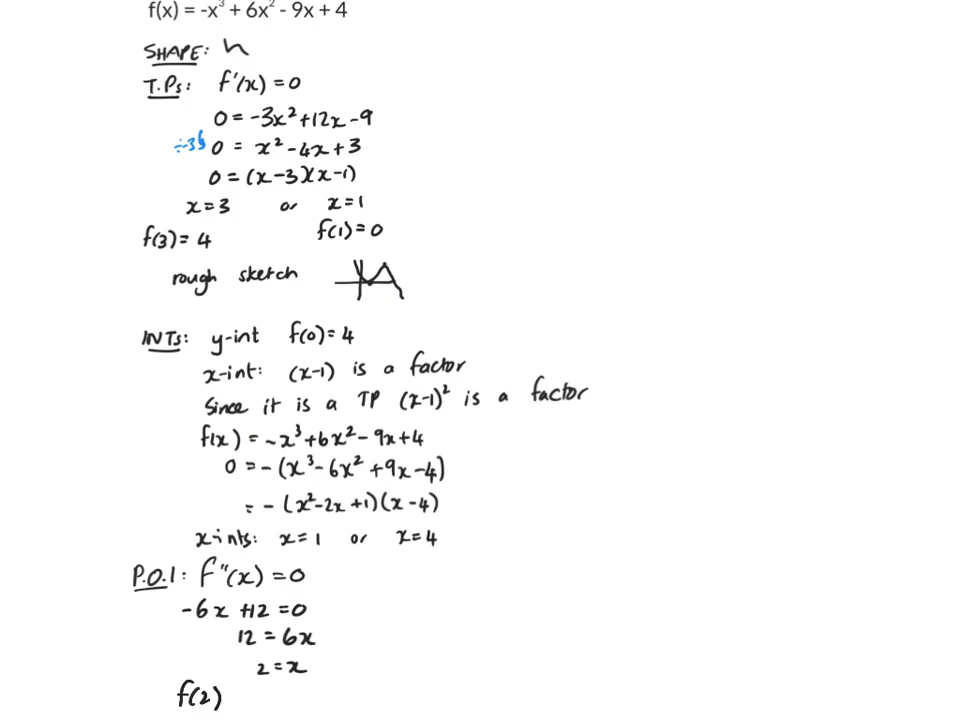 f(x) = -x³ + 6x² - 9x + 4
SHAPE:
T.Ps: f'(x) = 0
0 = -3x² + 12x - 9
÷-3 0 = x² - 4x + 3
0 = (x-3)(x-1)
x = 3 or x = 1
f(3) = 4 f(1) = 0
rough sketch
INTs: y-int f(0) = 4
x-int: (x-1) is a factor
Since it is a TP (x-1)² is a factor
f(x) = -x³ + 6x² - 9x + 4
0 = -(x³ - 6x² + 9x - 4)
= -(x² - 2x + 1)(x - 4)
x-ints: x = 1 or x = 4
P.O.I: f''(x) = 0
-6x + 12 = 0
12 = 6x
2 = x
f(2)